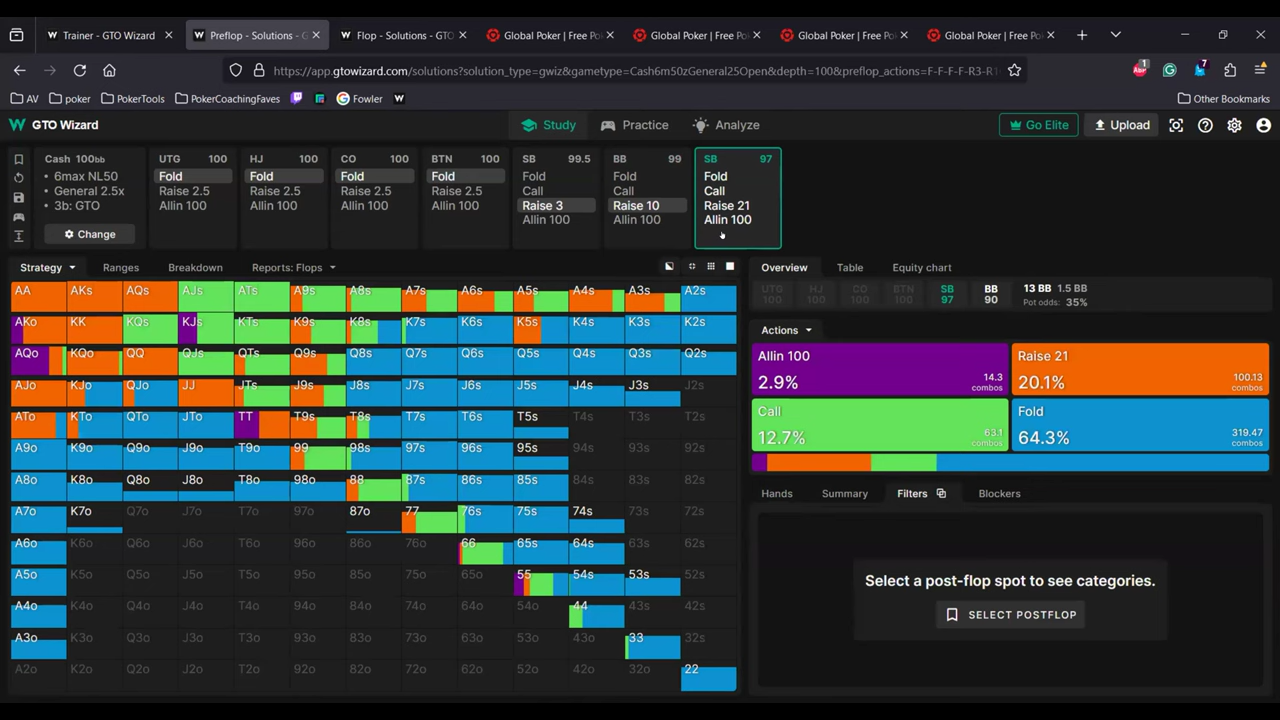 Trainer - GTO Wizard
Preflop - Solutions - G
Flop - Solutions - GTO
Global Poker | Free Po
Global Poker | Free Po
Global Poker | Free Po
Global Poker | Free Po
https://app.gtowizard.com/solutions?solution_type=gwiz&gametype=Cash6m50zGeneral25Open&depth=100&preflop_actions=F-F-F-F-R3-R1
1
7
AV
poker
PokerTools
PokerCoachingFaves
Fowler
Other Bookmarks
GTO Wizard
Study
Practice
Analyze
Go Elite
Upload
Cash 100bb
• 6max NL50
• General 2.5x
• 3b: GTO
Change
UTG 100
Fold
Raise 2.5
Allin 100
HJ 100
Fold
Raise 2.5
Allin 100
CO 100
Fold
Raise 2.5
Allin 100
BTN 100
Fold
Raise 2.5
Allin 100
SB 99.5
Fold
Call
Raise 3
Allin 100
BB 99
Fold
Call
Raise 10
Allin 100
SB 97
Fold
Call
Raise 21
Allin 100
Strategy
Ranges
Breakdown
Reports: Flops
AA AKs AQs AJs ATs A9s A8s A7s A6s A5s A4s A3s A2s
AKo KK KQs KJs KTs K9s K8s K7s K6s K5s K4s K3s K2s
AQo KQo QQ QJs QTs Q9s Q8s Q7s Q6s Q5s Q4s Q3s Q2s
AJo KJo QJo JJ JTs J9s J8s J7s J6s J5s J4s J3s J2s
ATo KTo QTo JTo TT T9s T8s T7s T6s T5s T4s T3s T2s
A9o K9o Q9o J9o T9o 99 98s 97s 96s 95s 94s 93s 92s
A8o K8o Q8o J8o T8o 98o 88 87s 86s 85s 84s 83s 82s
A7o K7o Q7o J7o T7o 97o 87o 77 76s 75s 74s 73s 72s
A6o K6o Q6o J6o T6o 96o 86o 76o 66 65s 64s 63s 62s
A5o K5o Q5o J5o T5o 95o 85o 75o 65o 55 54s 53s 52s
A4o K4o Q4o J4o T4o 94o 84o 74o 64o 54o 44 43s 42s
A3o K3o Q3o J3o T3o 93o 83o 73o 63o 53o 43o 33 32s
A2o K2o Q2o J2o T2o 92o 82o 72o 62o 52o 42o 32o 22
Overview
Table
Equity chart
UTG 100
HJ 100
CO 100
BTN 100
SB 97
BB 90
13 BB 1.5 BB
Pot odds: 35%
Actions
Allin 100
2.9%
14.3 combos
Raise 21
20.1%
100.13 combos
Call
12.7%
63.1 combos
Fold
64.3%
319.47 combos
Hands
Summary
Filters
Blockers
Select a post-flop spot to see categories.
SELECT POSTFLOP